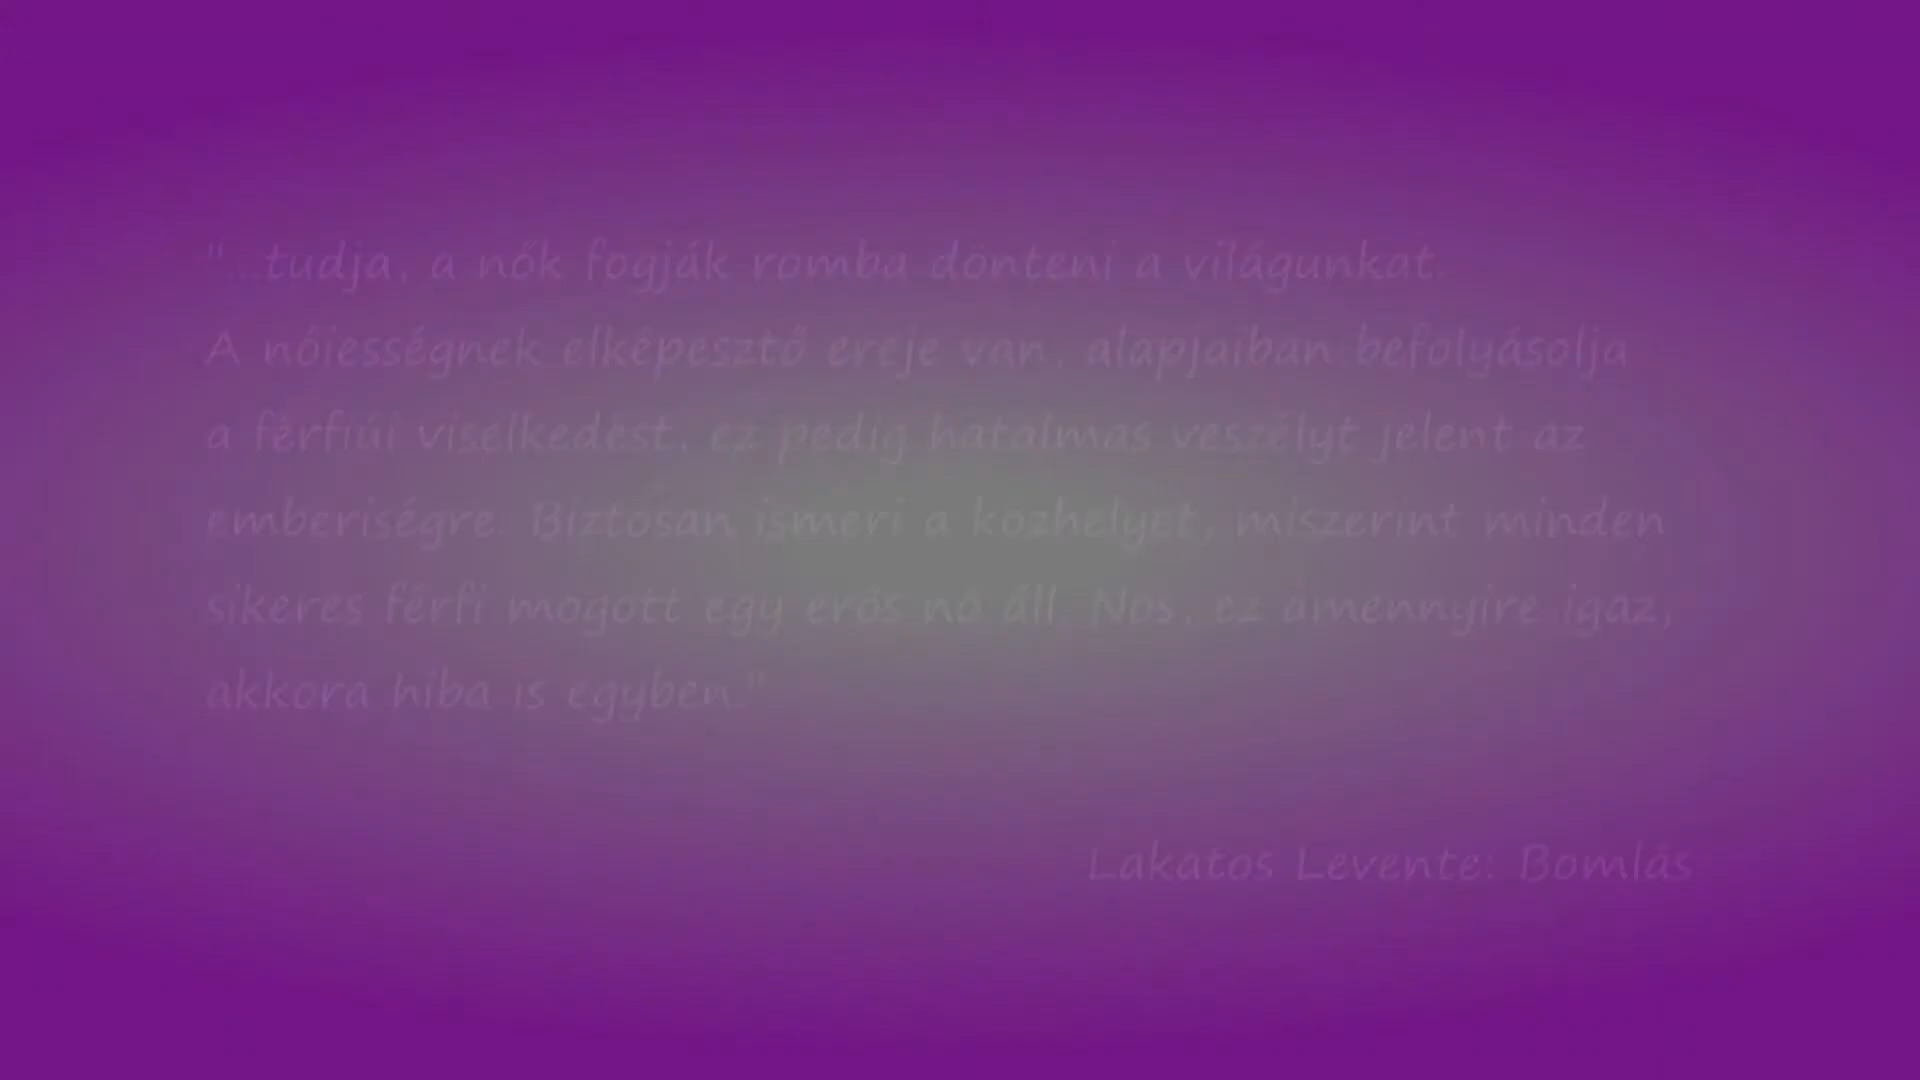 "...tudja, a nők fogják romba dönteni a világunkat.
A nőiességnek elképesztő ereje van, alapjaiban befolyásolja
a férfiúi viselkedést, ez pedig hatalmas veszélyt jelent az
emberiségre. Biztosan ismeri a közhelyet, miszerint minden
sikeres férfi mögött egy erős nő áll. Nos, ez amennyire igaz,
akkora hiba is egyben."
Lakatos Levente: Bomlás